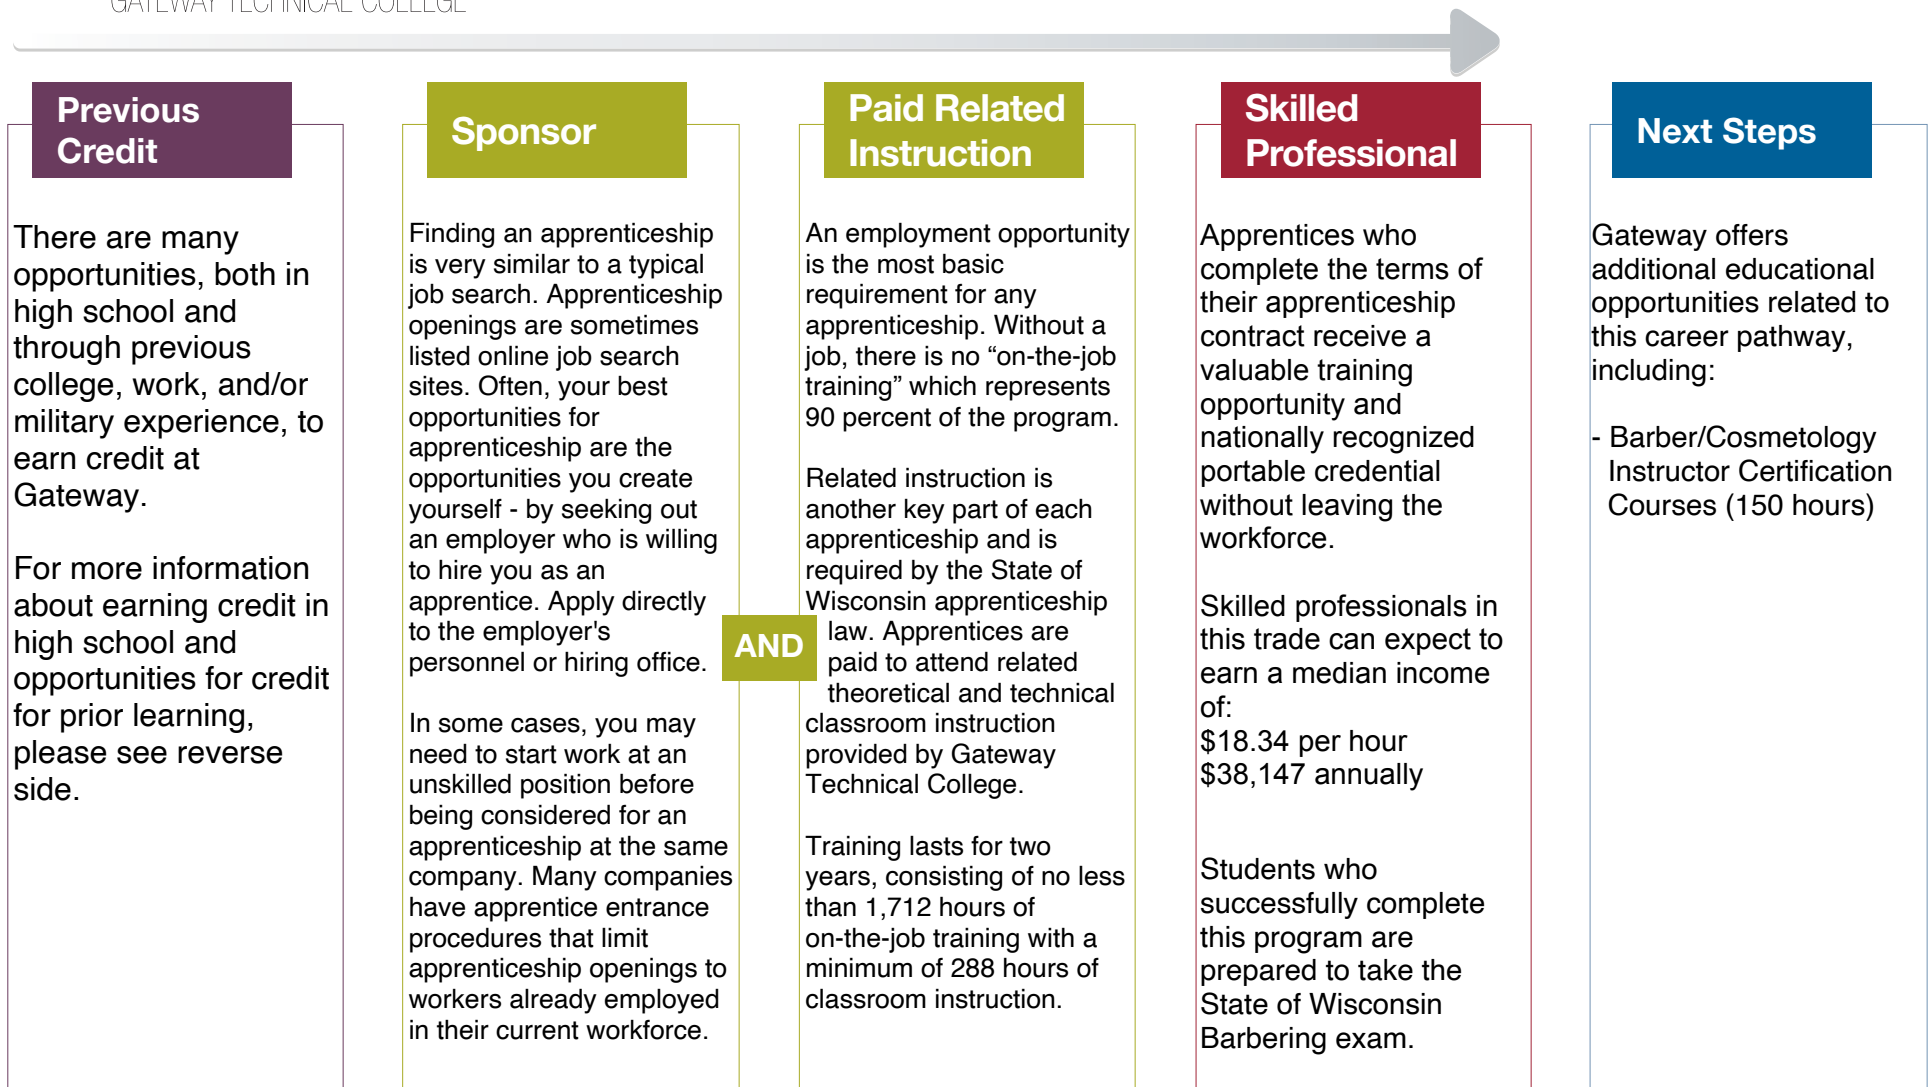 GATEWAY TECHNICAL COLLEGE
Previous
Credit
There are many
opportunities, both in
high school and
through previous
college, work, and/or
military experience, to
earn credit at
Gateway.
For more information
about earning credit in
high school and
opportunities for credit
for prior learning,
please see reverse
side.
Sponsor
Finding an apprenticeship
is very similar to a typical
job search. Apprenticeship
openings are sometimes
listed online job search
sites. Often, your best
opportunities for
apprenticeship are the
opportunities you create
yourself - by seeking out
an employer who is willing
to hire you as an
apprentice. Apply directly
to the employer's
personnel or hiring office.
In some cases, you may
need to start work at an
unskilled position before
being considered for an
apprenticeship at the same
company. Many companies
have apprentice entrance
procedures that limit
apprenticeship openings to
workers already employed
in their current workforce.
AND
Paid Related
Instruction
An employment opportunity
is the most basic
requirement for any
apprenticeship. Without a
job, there is no “on-the-job
training” which represents
90 percent of the program.
Related instruction is
another key part of each
apprenticeship and is
required by the State of
Wisconsin apprenticeship
law. Apprentices are
paid to attend related
theoretical and technical
classroom instruction
provided by Gateway
Technical College.
Training lasts for two
years, consisting of no less
than 1,712 hours of
on-the-job training with a
minimum of 288 hours of
classroom instruction.
Skilled
Professional
Apprentices who
complete the terms of
their apprenticeship
contract receive a
valuable training
opportunity and
nationally recognized
portable credential
without leaving the
workforce.
Skilled professionals in
this trade can expect to
earn a median income
of:
$18.34 per hour
$38,147 annually
Students who
successfully complete
this program are
prepared to take the
State of Wisconsin
Barbering exam.
Next Steps
Gateway offers
additional educational
opportunities related to
this career pathway,
including:
- Barber/Cosmetology
Instructor Certification
Courses (150 hours)